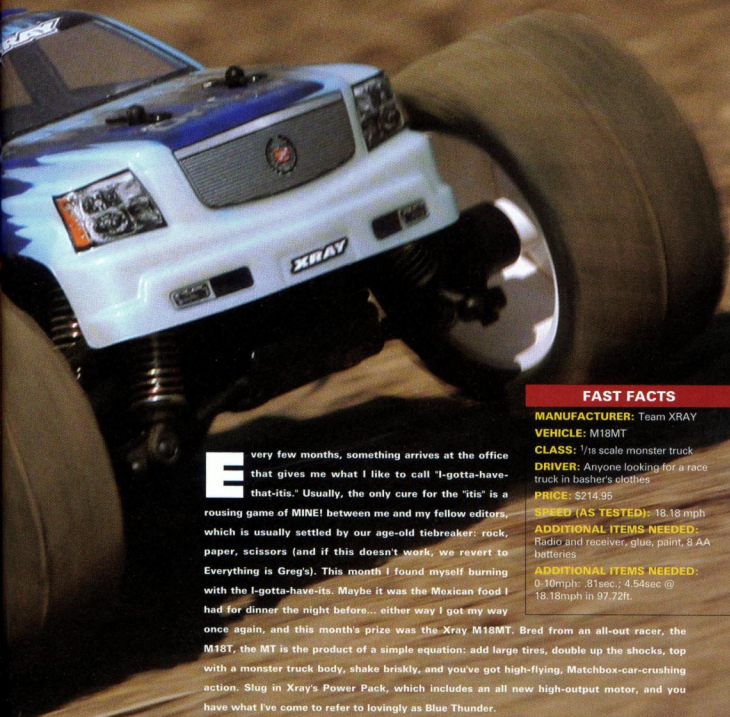 XRAY
XRAY
Every few months, something arrives at the office
that gives me what I like to call "I-gotta-have-
that-itis." Usually, the only cure for the "itis" is a
rousing game of MINE! between me and my fellow editors,
which is usually settled by our age-old tiebreaker: rock,
paper, scissors (and if this doesn't work, we revert to
Everything is Greg's). This month I found myself burning
with the I-gotta-have-its. Maybe it was the Mexican food I
had for dinner the night before... either way I got my way
once again, and this month's prize was the Xray M18MT. Bred from an all-out racer, the
M18T, the MT is the product of a simple equation: add large tires, double up the shocks, top
with a monster truck body, shake briskly, and you've got high-flying, Matchbox-car-crushing
action. Slug in Xray's Power Pack, which includes an all new high-output motor, and you
have what I've come to refer to lovingly as Blue Thunder.
FAST FACTS
MANUFACTURER: Team XRAY
VEHICLE: M18MT
CLASS: 1/18 scale monster truck
DRIVER: Anyone looking for a race
truck in basher's clothes
PRICE: $214.95
SPEED (AS TESTED): 18.18 mph
ADDITIONAL ITEMS NEEDED:
Radio and receiver, glue, paint, 8 AA
batteries
ADDITIONAL ITEMS NEEDED:
0-10mph: .81sec.; 4.54sec @
18.18mph in 97.72ft.